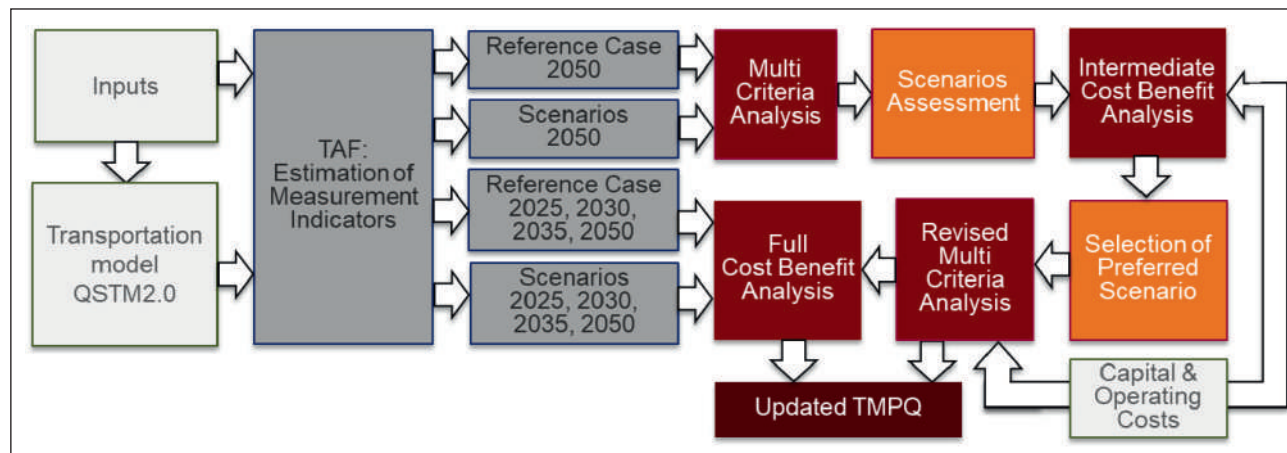 Inputs
Transportation
model
QSTM2.0
TAF:
Estimation of
Measurement
Indicators
Reference Case
2050
Scenarios
2050
Reference Case
2025, 2030,
2035, 2050
Scenarios
2025, 2030,
2035, 2050
Multi
Criteria
Analysis
Scenarios
Assessment
Intermediate
Cost Benefit
Analysis
Full
Cost Benefit
Analysis
Revised
Multi
Criteria
Analysis
Selection of
Preferred
Scenario
Updated TMPQ
Capital &
Operating
Costs